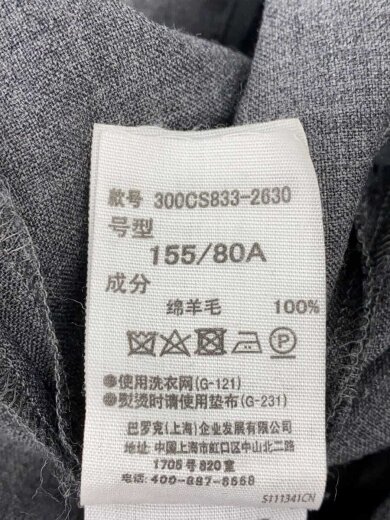 款号 300CS833-2630
号型
155/80A
成分
绵羊毛 100%
P
●使用洗衣网(G-121)
●熨烫时请使用垫布(G-231)
巴罗克(上海)企业发展有限公司
地址: 中国上海市虹口区中山北二路
1705号820室
电话: 400-887-8668
S111341CN